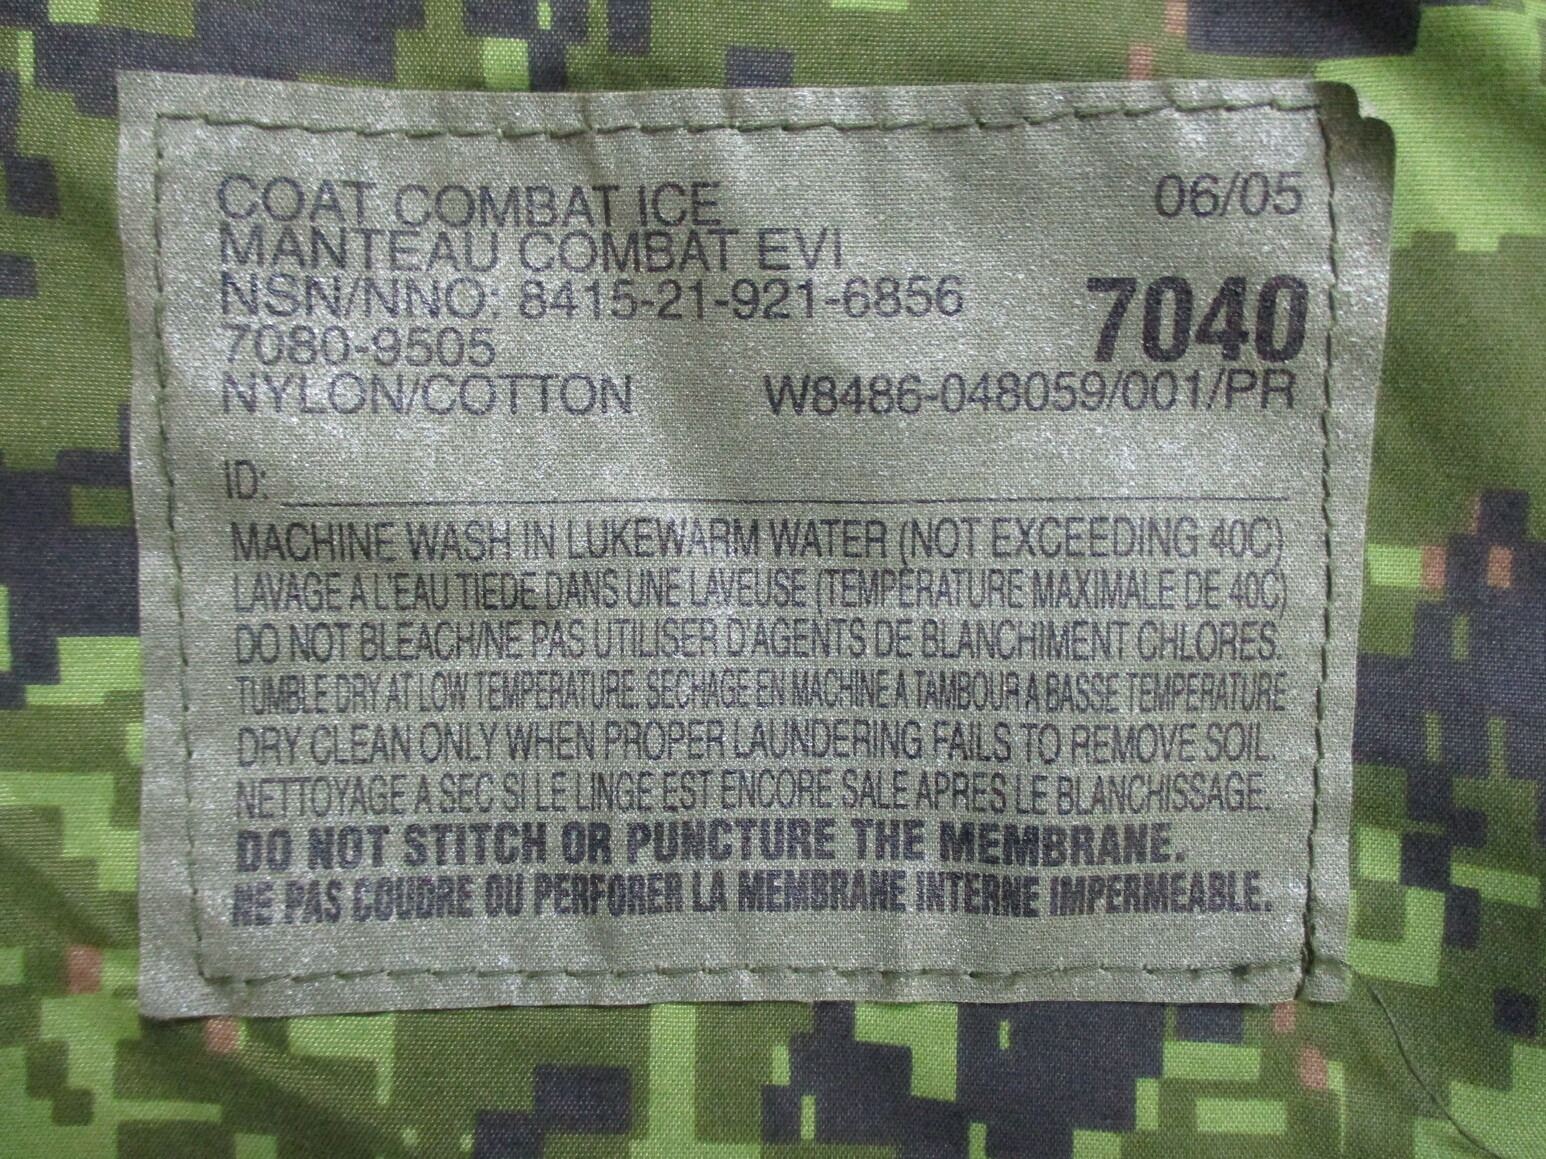 COAT COMBAT ICE 06/05
MANTEAU COMBAT EVI
NSN/NNO: 8415-21-921-6856
7080-9505 7040
NYLON/COTTON W8486-048059/001/PR
ID:
MACHINE WASH IN LUKEWARM WATER (NOT EXCEEDING 40C)
LAVAGE A L'EAU TIEDE DANS UNE LAVEUSE (TEMPERATURE MAXIMALE DE 40C)
DO NOT BLEACH/NE PAS UTILISER D'AGENTS DE BLANCHIMENT CHLORES.
TUMBLE DRY AT LOW TEMPERATURE. SECHAGE EN MACHINE A TAMBOUR A BASSE TEMPERATURE
DRY CLEAN ONLY WHEN PROPER LAUNDERING FAILS TO REMOVE SOIL.
NETTOYAGE A SEC SI LE LINGE EST ENCORE SALE APRES LE BLANCHISSAGE.
DO NOT STITCH OR PUNCTURE THE MEMBRANE.
NE PAS COUDRE OU PERFORER LA MEMBRANE INTERNE IMPERMEABLE.